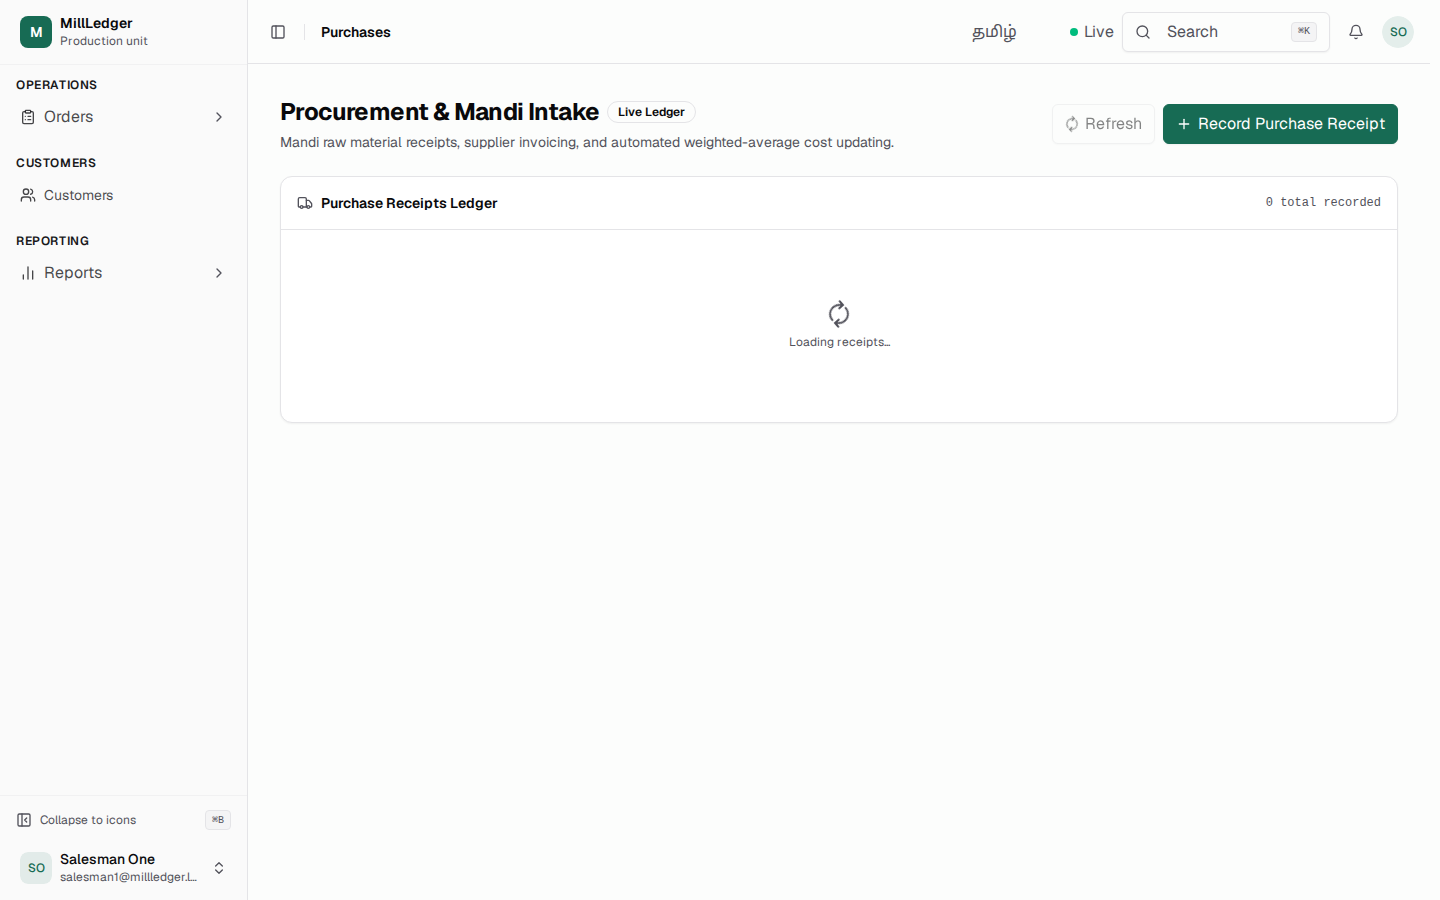 MillLedger
Production unit
OPERATIONS
Orders
CUSTOMERS
Customers
REPORTING
Reports
Collapse to icons
⌘B
SO
Salesman One
salesman1@millledger.l...
M
Purchases
தமிழ்
Live
Search
⌘K
SO
Procurement & Mandi Intake
Live Ledger
Mandi raw material receipts, supplier invoicing, and automated weighted-average cost updating.
Refresh
+ Record Purchase Receipt
Purchase Receipts Ledger
0 total recorded
Loading receipts...